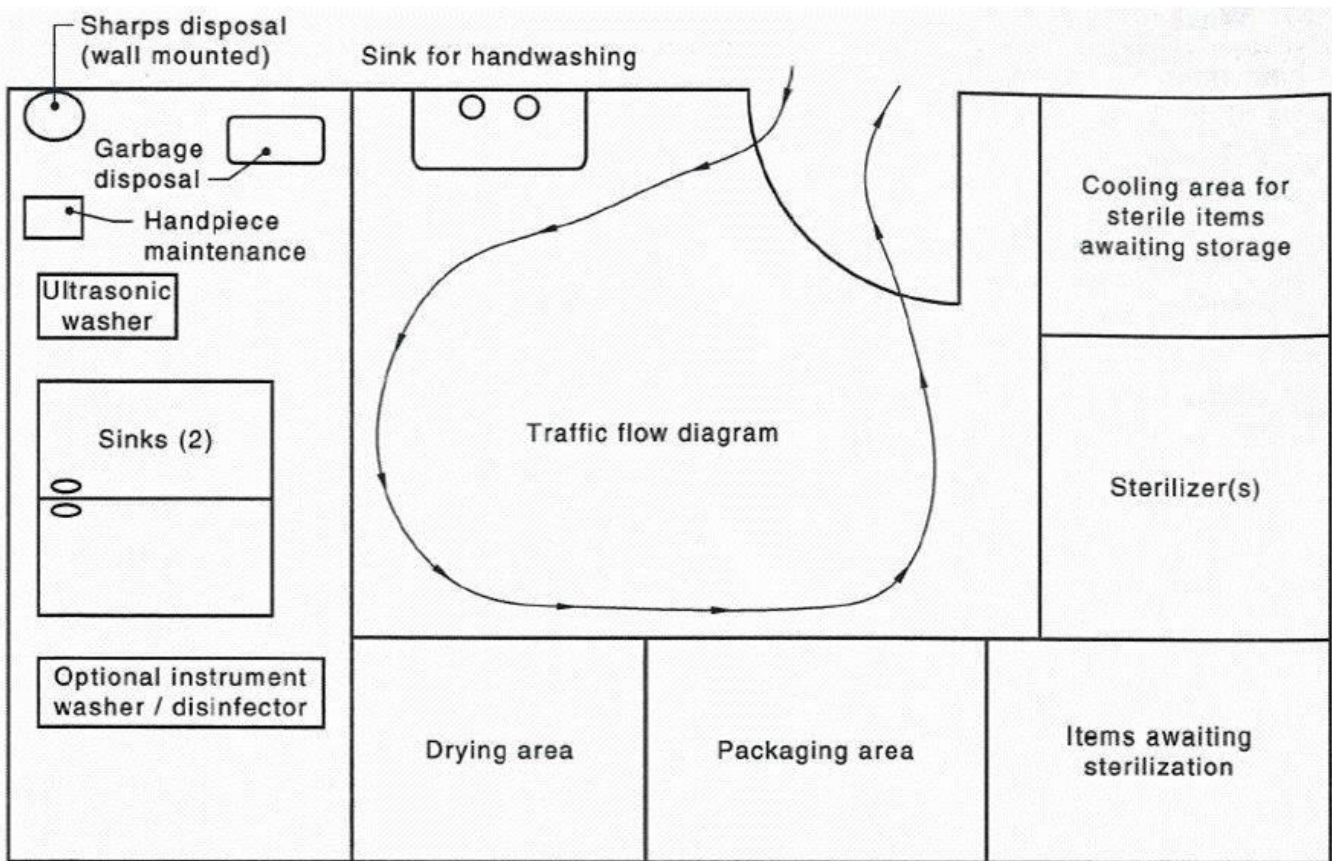 Sharps disposal
(wall mounted)
Sink for handwashing
Garbage
disposal
Handpiece
maintenance
Ultrasonic
washer
Sinks (2)
Optional instrument
washer / disinfector
Traffic flow diagram
Cooling area for
sterile items
awaiting storage
Sterilizer(s)
Drying area
Packaging area
Items awaiting
sterilization